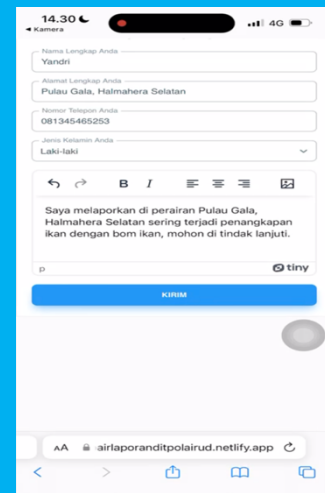 14.30
4G
Kamera
Nama Lengkap Anda
Yandri
Alamat Lengkap Anda
Pulau Gala, Halmahera Selatan
Nomor Telepon Anda
081345465253
Jenis Kelamin Anda
Laki-laki
B I
Saya melaporkan di perairan Pulau Gala,
Halmahera Selatan sering terjadi penangkapan
ikan dengan bom ikan, mohon di tindak lanjuti.
p
tiny
KIRIM
AA airlaporanditpolairud.netlify.app